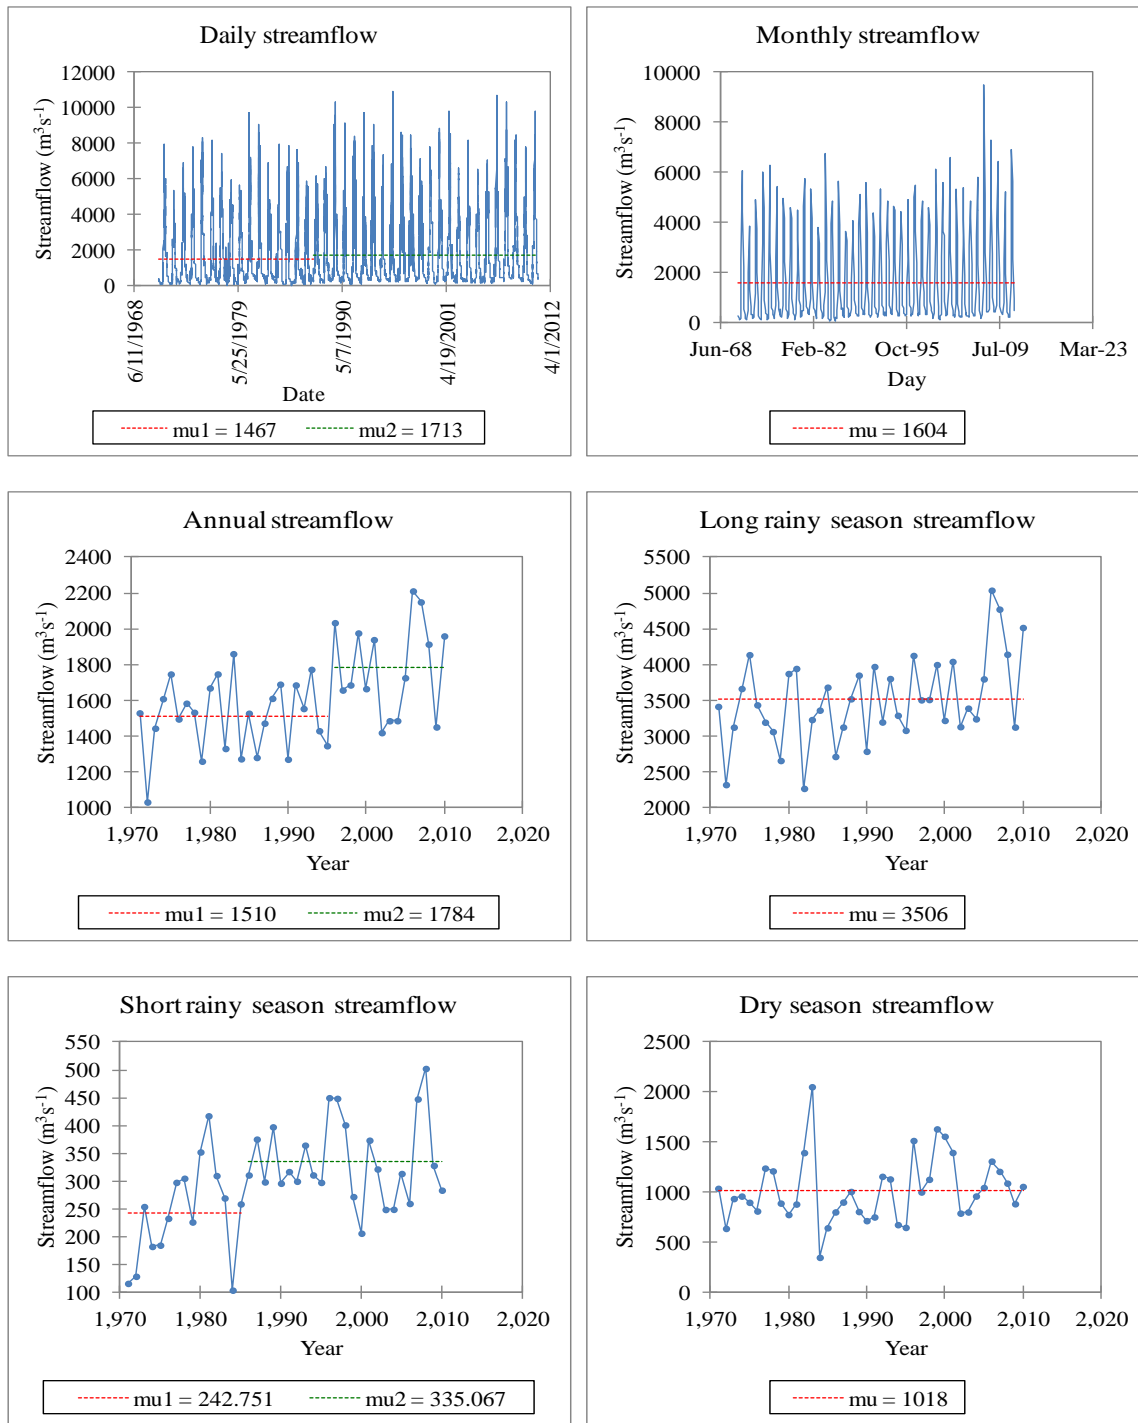 Daily streamflow
Streamflow (m³s⁻¹)
12000
10000
8000
6000
4000
2000
0
6/11/1968
5/25/1979
5/7/1990
4/19/2001
4/1/2012
Date
mu1 = 1467 mu2 = 1713
Monthly streamflow
Streamflow (m³s⁻¹)
10000
8000
6000
4000
2000
0
Jun-68 Feb-82 Oct-95 Jul-09 Mar-23
Day
mu = 1604
Annual streamflow
Streamflow (m³s⁻¹)
2400
2200
2000
1800
1600
1400
1200
1000
1,970 1,980 1,990 2,000 2,010 2,020
Year
mu1 = 1510 mu2 = 1784
Long rainy season streamflow
Streamflow (m³s⁻¹)
5500
5000
4500
4000
3500
3000
2500
2000
1,970 1,980 1,990 2,000 2,010 2,020
Year
mu = 3506
Short rainy season streamflow
Streamflow (m³s⁻¹)
550
500
450
400
350
300
250
200
150
100
1,970 1,980 1,990 2,000 2,010 2,020
Year
mu1 = 242.751 mu2 = 335.067
Dry season streamflow
Streamflow (m³s⁻¹)
2500
2000
1500
1000
500
0
1,970 1,980 1,990 2,000 2,010 2,020
Year
mu = 1018